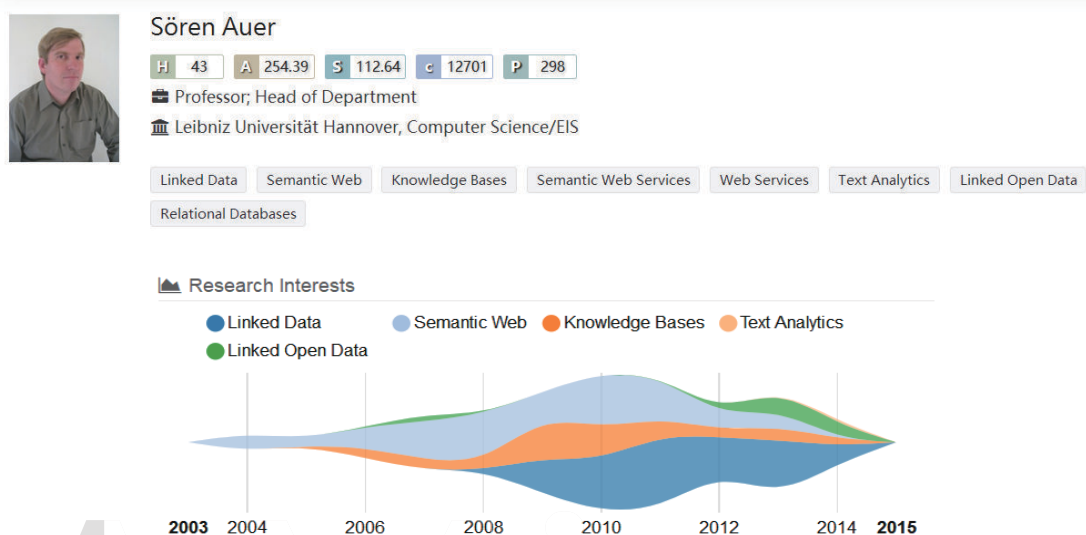 Sören Auer
H 43 A 254.39 S 112.64 c 12701 P 298
Professor; Head of Department
Leibniz Universität Hannover, Computer Science/EIS
Linked Data Semantic Web Knowledge Bases Semantic Web Services Web Services Text Analytics Linked Open Data
Relational Databases
Research Interests
Linked Data Semantic Web Knowledge Bases Text Analytics
Linked Open Data
2003 2004 2006 2008 2010 2012 2014 2015